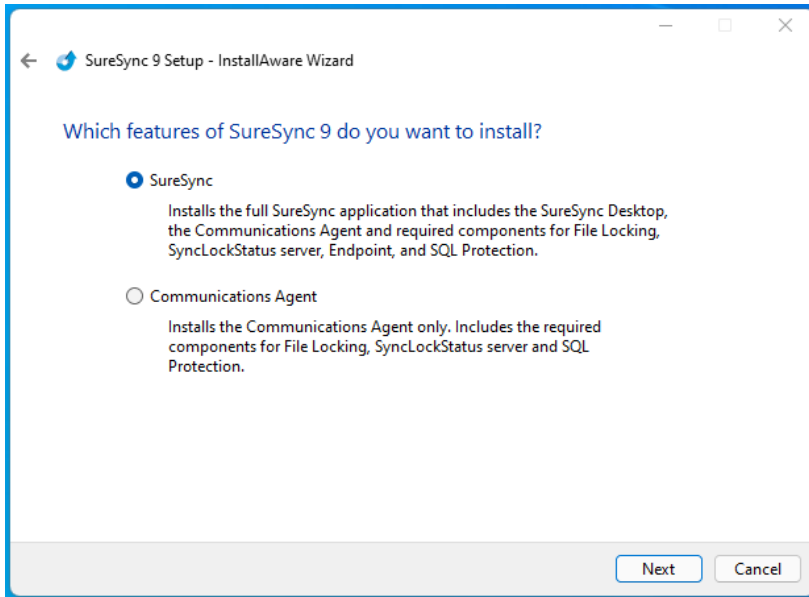 SureSync 9 Setup - InstallAware Wizard
Which features of SureSync 9 do you want to install?
SureSync
Installs the full SureSync application that includes the SureSync Desktop,
the Communications Agent and required components for File Locking,
SyncLockStatus server, Endpoint, and SQL Protection.
Communications Agent
Installs the Communications Agent only. Includes the required
components for File Locking, SyncLockStatus server and SQL
Protection.
Next
Cancel